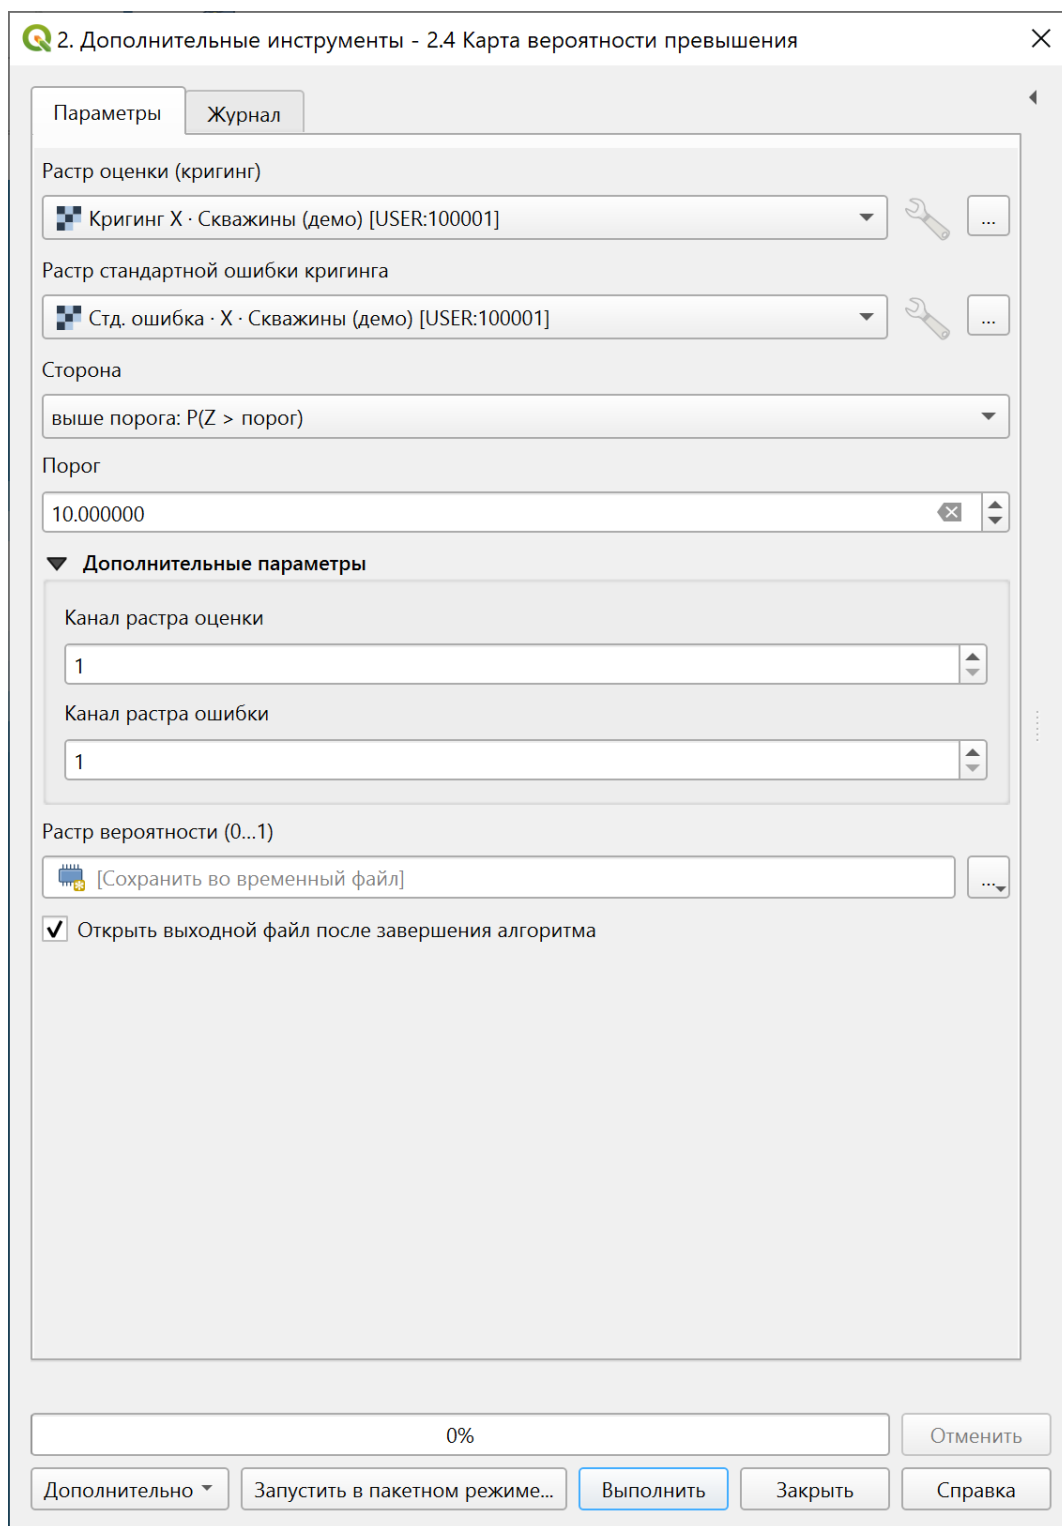 2. Дополнительные инструменты - 2.4 Карта вероятности превышения
Параметры
Журнал
Растр оценки (кригинг)
Кригинг X · Скважины (демо) [USER:100001]
...
Растр стандартной ошибки кригинга
Стд. ошибка · X · Скважины (демо) [USER:100001]
...
Сторона
выше порога: P(Z > порог)
Порог
10.000000
Дополнительные параметры
Канал растра оценки
1
Канал растра ошибки
1
Растр вероятности (0...1)
[Сохранить во временный файл]
...
Открыть выходной файл после завершения алгоритма
0%
Отменить
Дополнительно
Запустить в пакетном режиме...
Выполнить
Закрыть
Справка